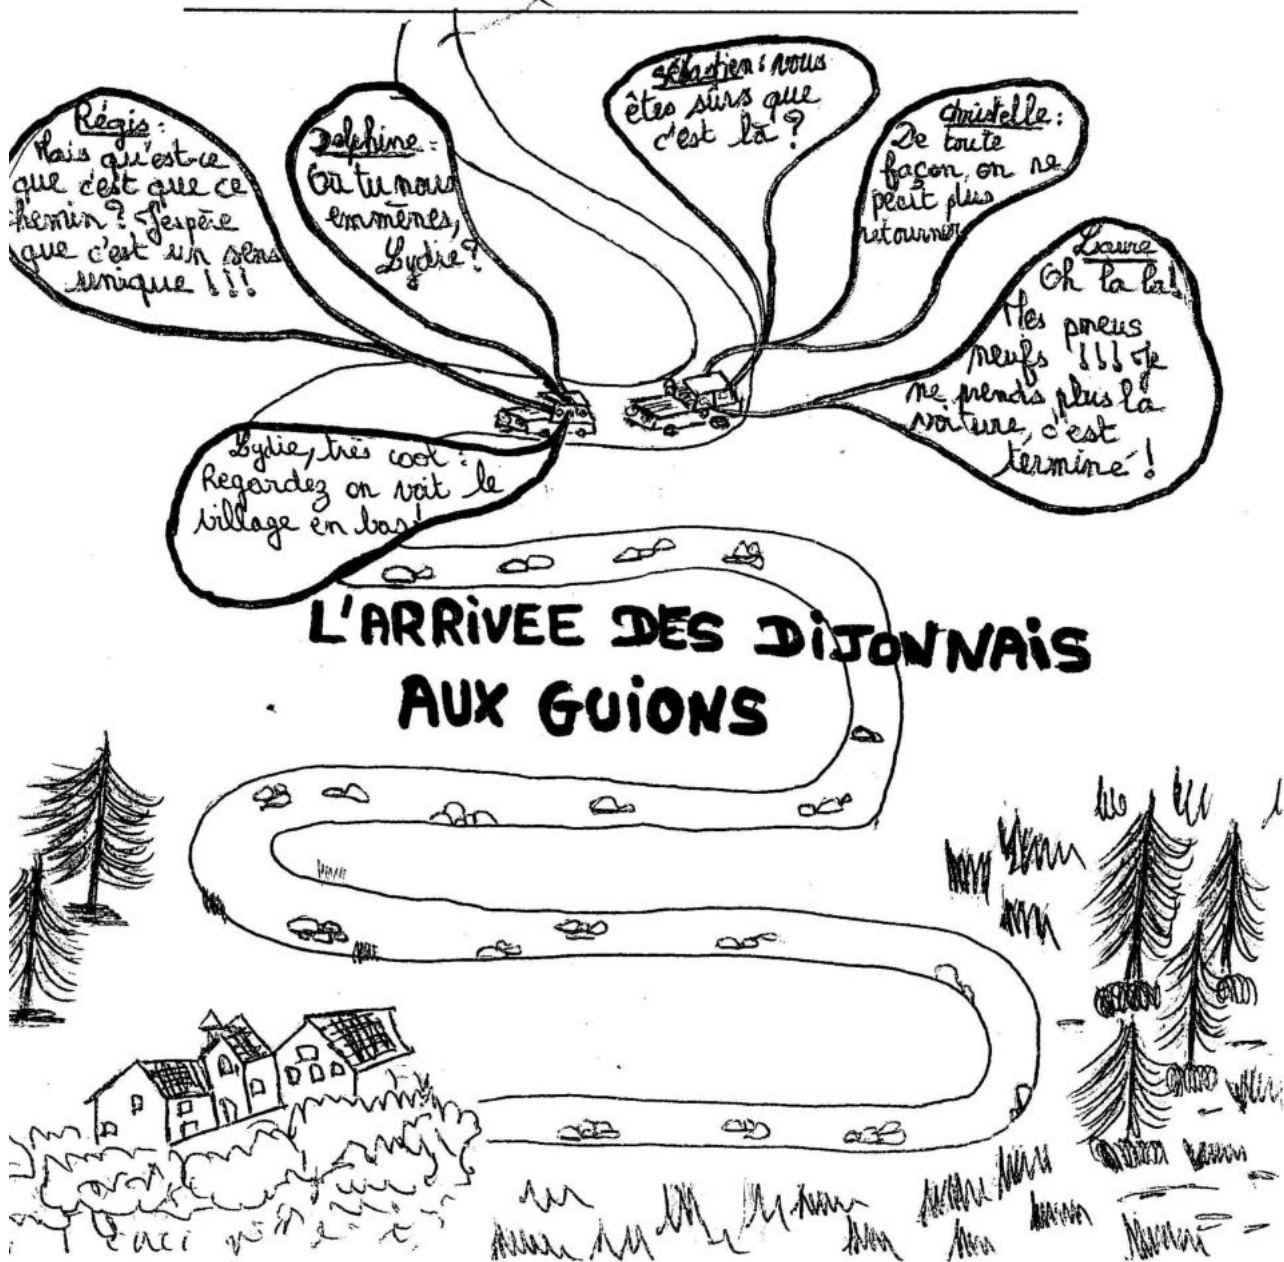 Régis:
Mais qu'est-ce
que c'est que ce
chemin? J'espère
que c'est un sens
unique !!!
Delphine:
Où tu nous
emmènes,
Lydie?
Sébastien: vous
êtes sûrs que
c'est là ?
Christelle:
De toute
façon, on ne
peut plus
retourner
Laure
Oh la la!
Mes pneus
neufs !!! Je
ne prends plus la
voiture, c'est
terminé !
Lydie, très cool:
Regardez on voit le
village en bas!
L'ARRIVEE DES DIJONNAIS
AUX GUIONS